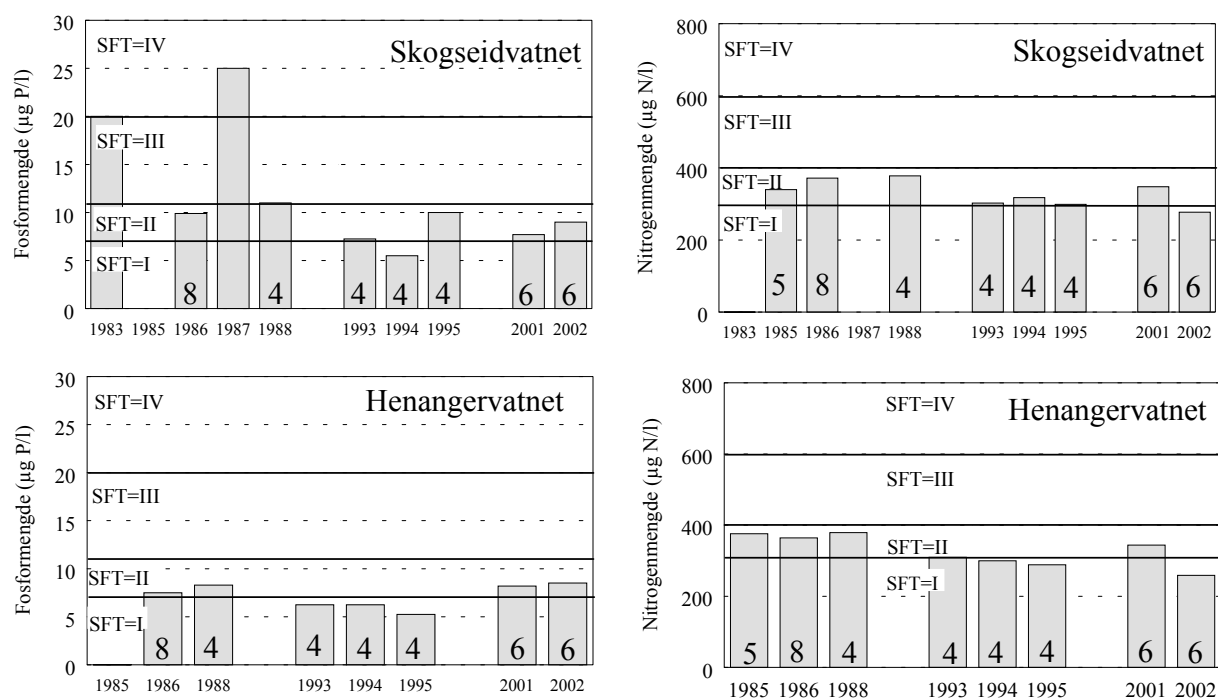 Fosformengde (µg P/l)
30
25
20
15
10
5
0
SFT=IV
SFT=III
SFT=II
SFT=I
Skogseidvatnet
8 4 4 4 4 6 6
1983 1985 1986 1987 1988 1993 1994 1995 2001 2002
Nitrogenmengde (µg N/l)
800
600
400
200
0
SFT=IV
SFT=III
SFT=II
SFT=I
Skogseidvatnet
5 8 4 4 4 4 6 6
1983 1985 1986 1987 1988 1993 1994 1995 2001 2002
Fosformengde (µg P/l)
30
25
20
15
10
5
0
SFT=IV
SFT=III
SFT=II
SFT=I
Henangervatnet
8 4 4 4 4 6 6
1985 1986 1988 1993 1994 1995 2001 2002
Nitrogenmengde (µg N/l)
800
600
400
200
0
SFT=IV
SFT=III
SFT=II
SFT=I
Henangervatnet
5 8 4 4 4 4 6 6
1985 1986 1988 1993 1994 1995 2001 2002